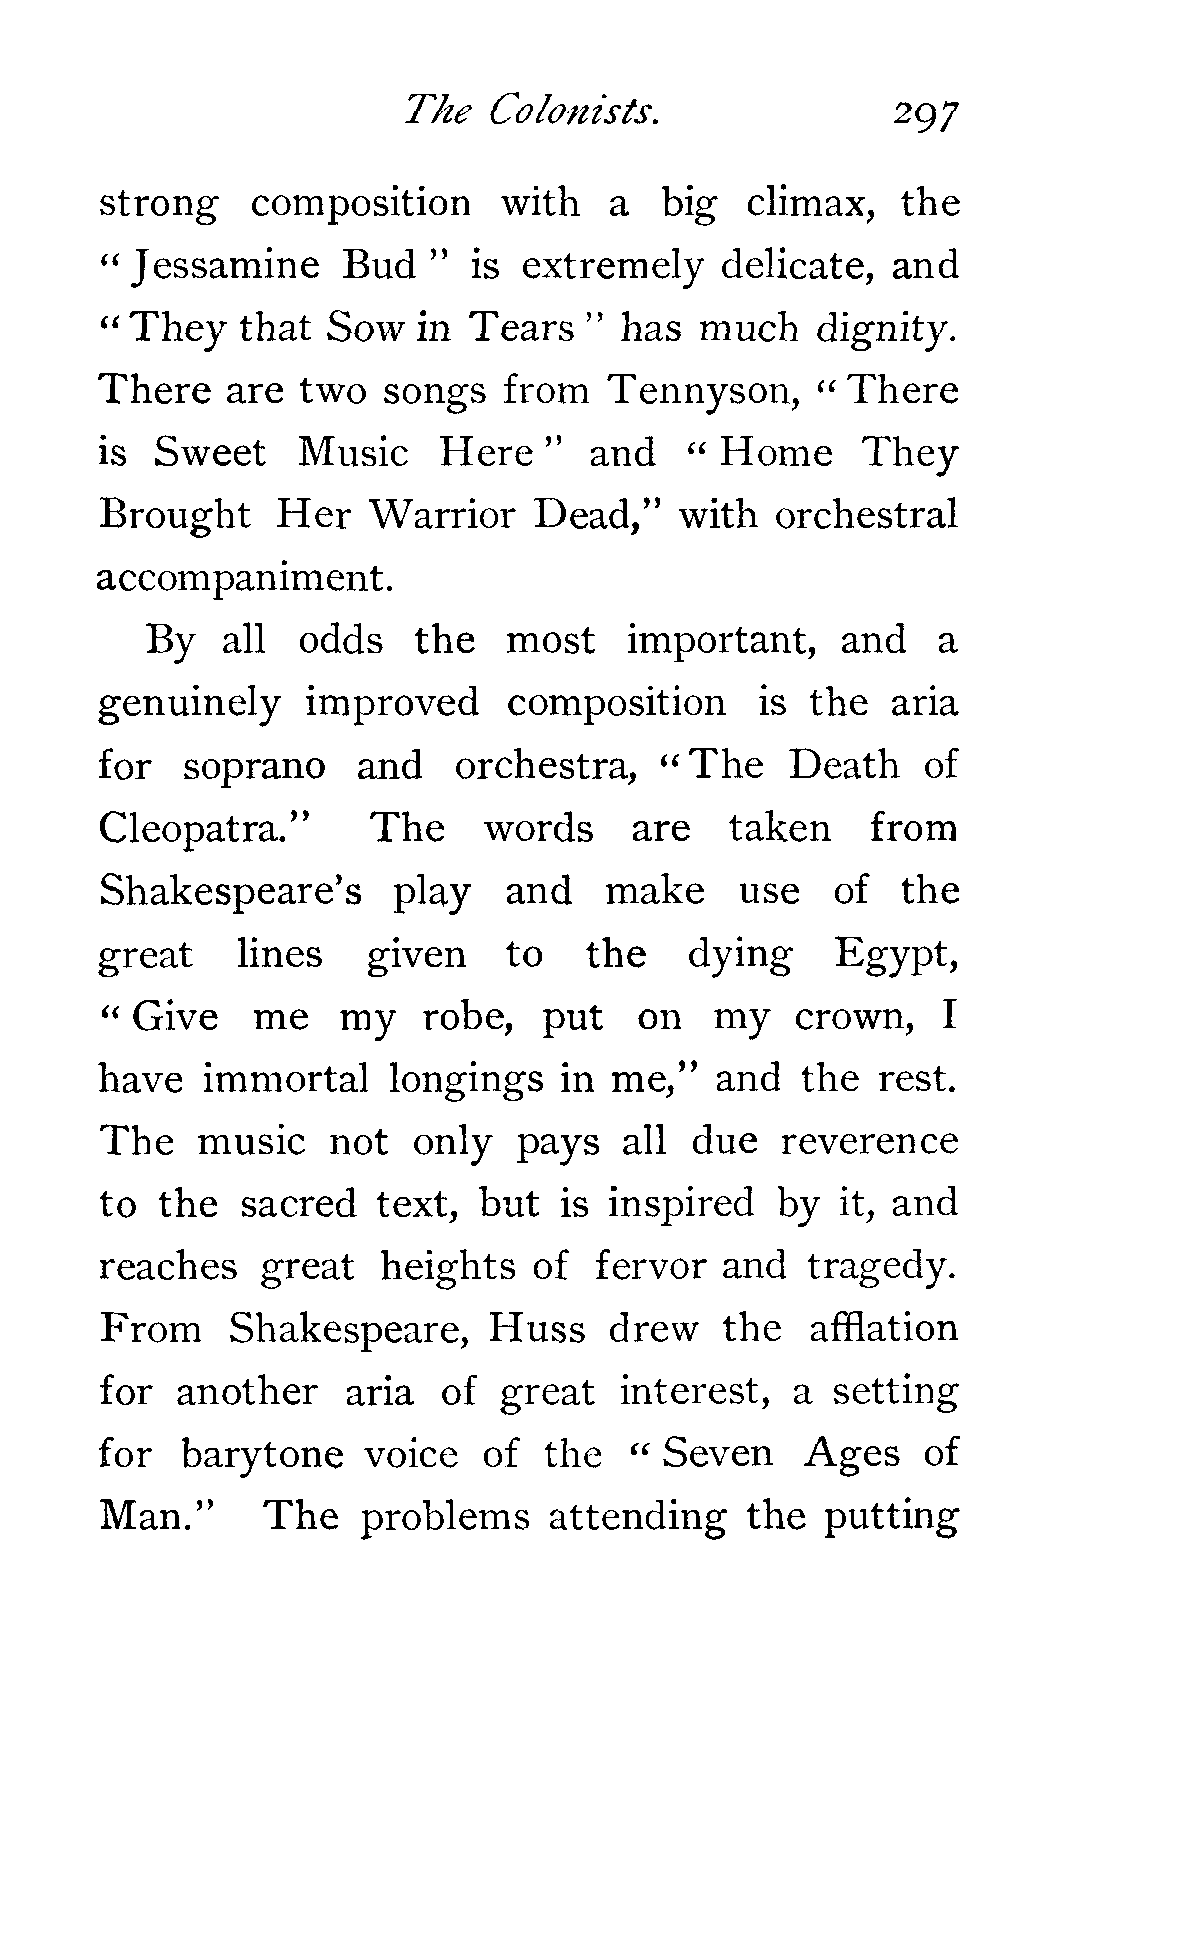 The Colonists. 297
strong composition with a big climax, the
“ Jessamine Bud ” is extremely delicate, and
“ They that Sow in Tears ” has much dignity.
There are two songs from Tennyson, “ There
is Sweet Music Here ” and “ Home They
Brought Her Warrior Dead,” with orchestral
accompaniment.
By all odds the most important, and a
genuinely improved composition is the aria
for soprano and orchestra, “ The Death of
Cleopatra.” The words are taken from
Shakespeare’s play and make use of the
great lines given to the dying Egypt,
“ Give me my robe, put on my crown, I
have immortal longings in me,” and the rest.
The music not only pays all due reverence
to the sacred text, but is inspired by it, and
reaches great heights of fervor and tragedy.
From Shakespeare, Huss drew the afflation
for another aria of great interest, a setting
for barytone voice of the “ Seven Ages of
Man.” The problems attending the putting